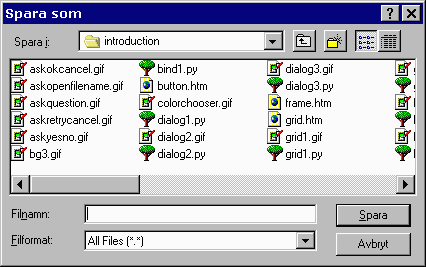 Spara som
Spara i: introduction
askokcancel.gif bind1.py dialog3.gif
askopenfilename.gif button.htm dialog3.py
askquestion.gif colorchooser.gif frame.htm
askretrycancel.gif dialog1.py grid.htm
askyesno.gif dialog2.gif grid1.gif
bg3.gif dialog2.py grid1.py
Filnamn: Spara
Filformat: All Files (*.*) Avbryt